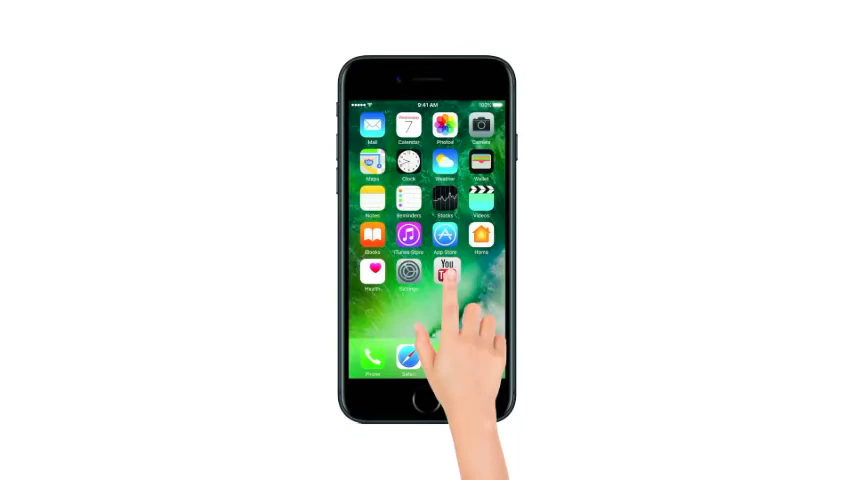 9:41 AM 100%
Wednesday
7
Mail Calendar Photos Camera
Maps Clock Weather Wallet
Notes Reminders Stocks Videos
iBooks iTunes Store App Store Home
You
Health Settings
Phone Safari